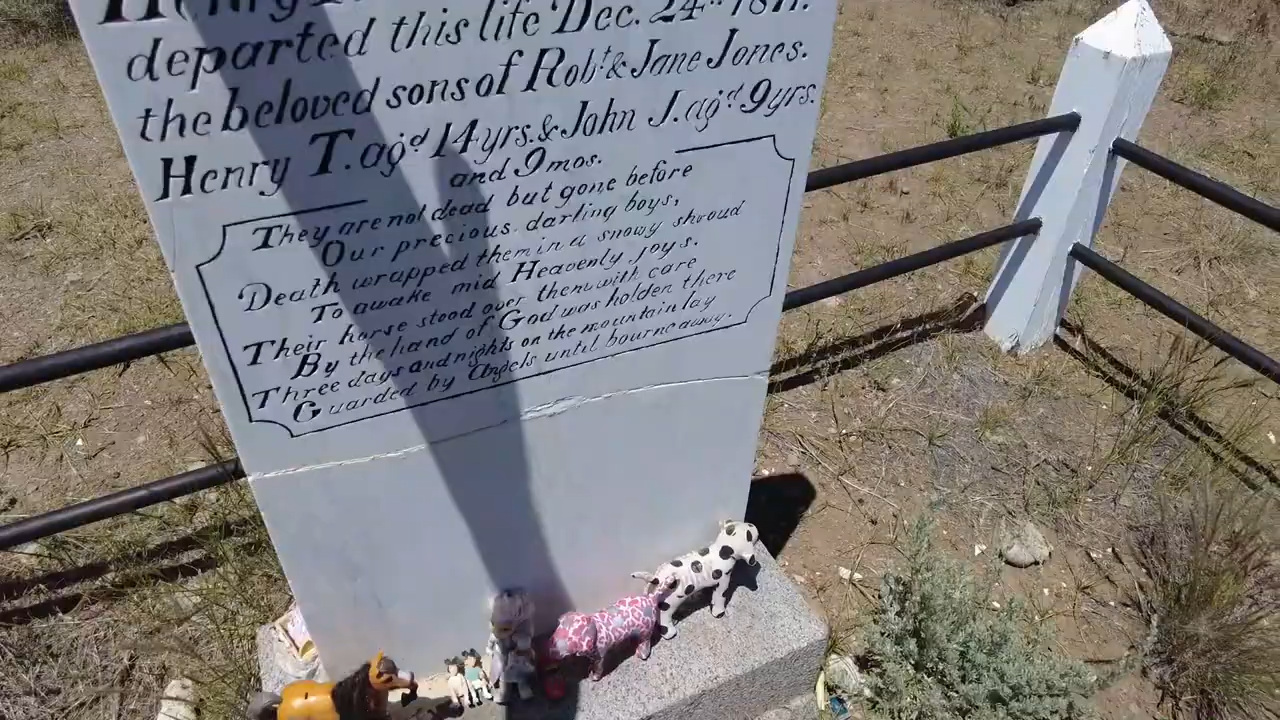 Henry
departed this life Dec. 24th 1877.
the beloved sons of Robt & Jane Jones.
Henry T. agd 14 yrs. & John J. agd 9 yrs.
and 9 mos.
They are not dead but gone before
Our precious, darling boys,
Death wrapped them in a snowy shroud
To awake mid Heavenly joys.
Their horse stood over them with care
By the hand of God was holden there
Three days and nights on the mountain lay
Guarded by Angels until bourne away.